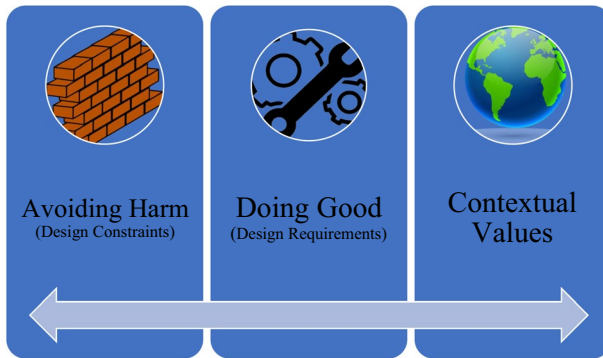 Avoiding Harm
(Design Constraints)
Doing Good
(Design Requirements)
Contextual
Values